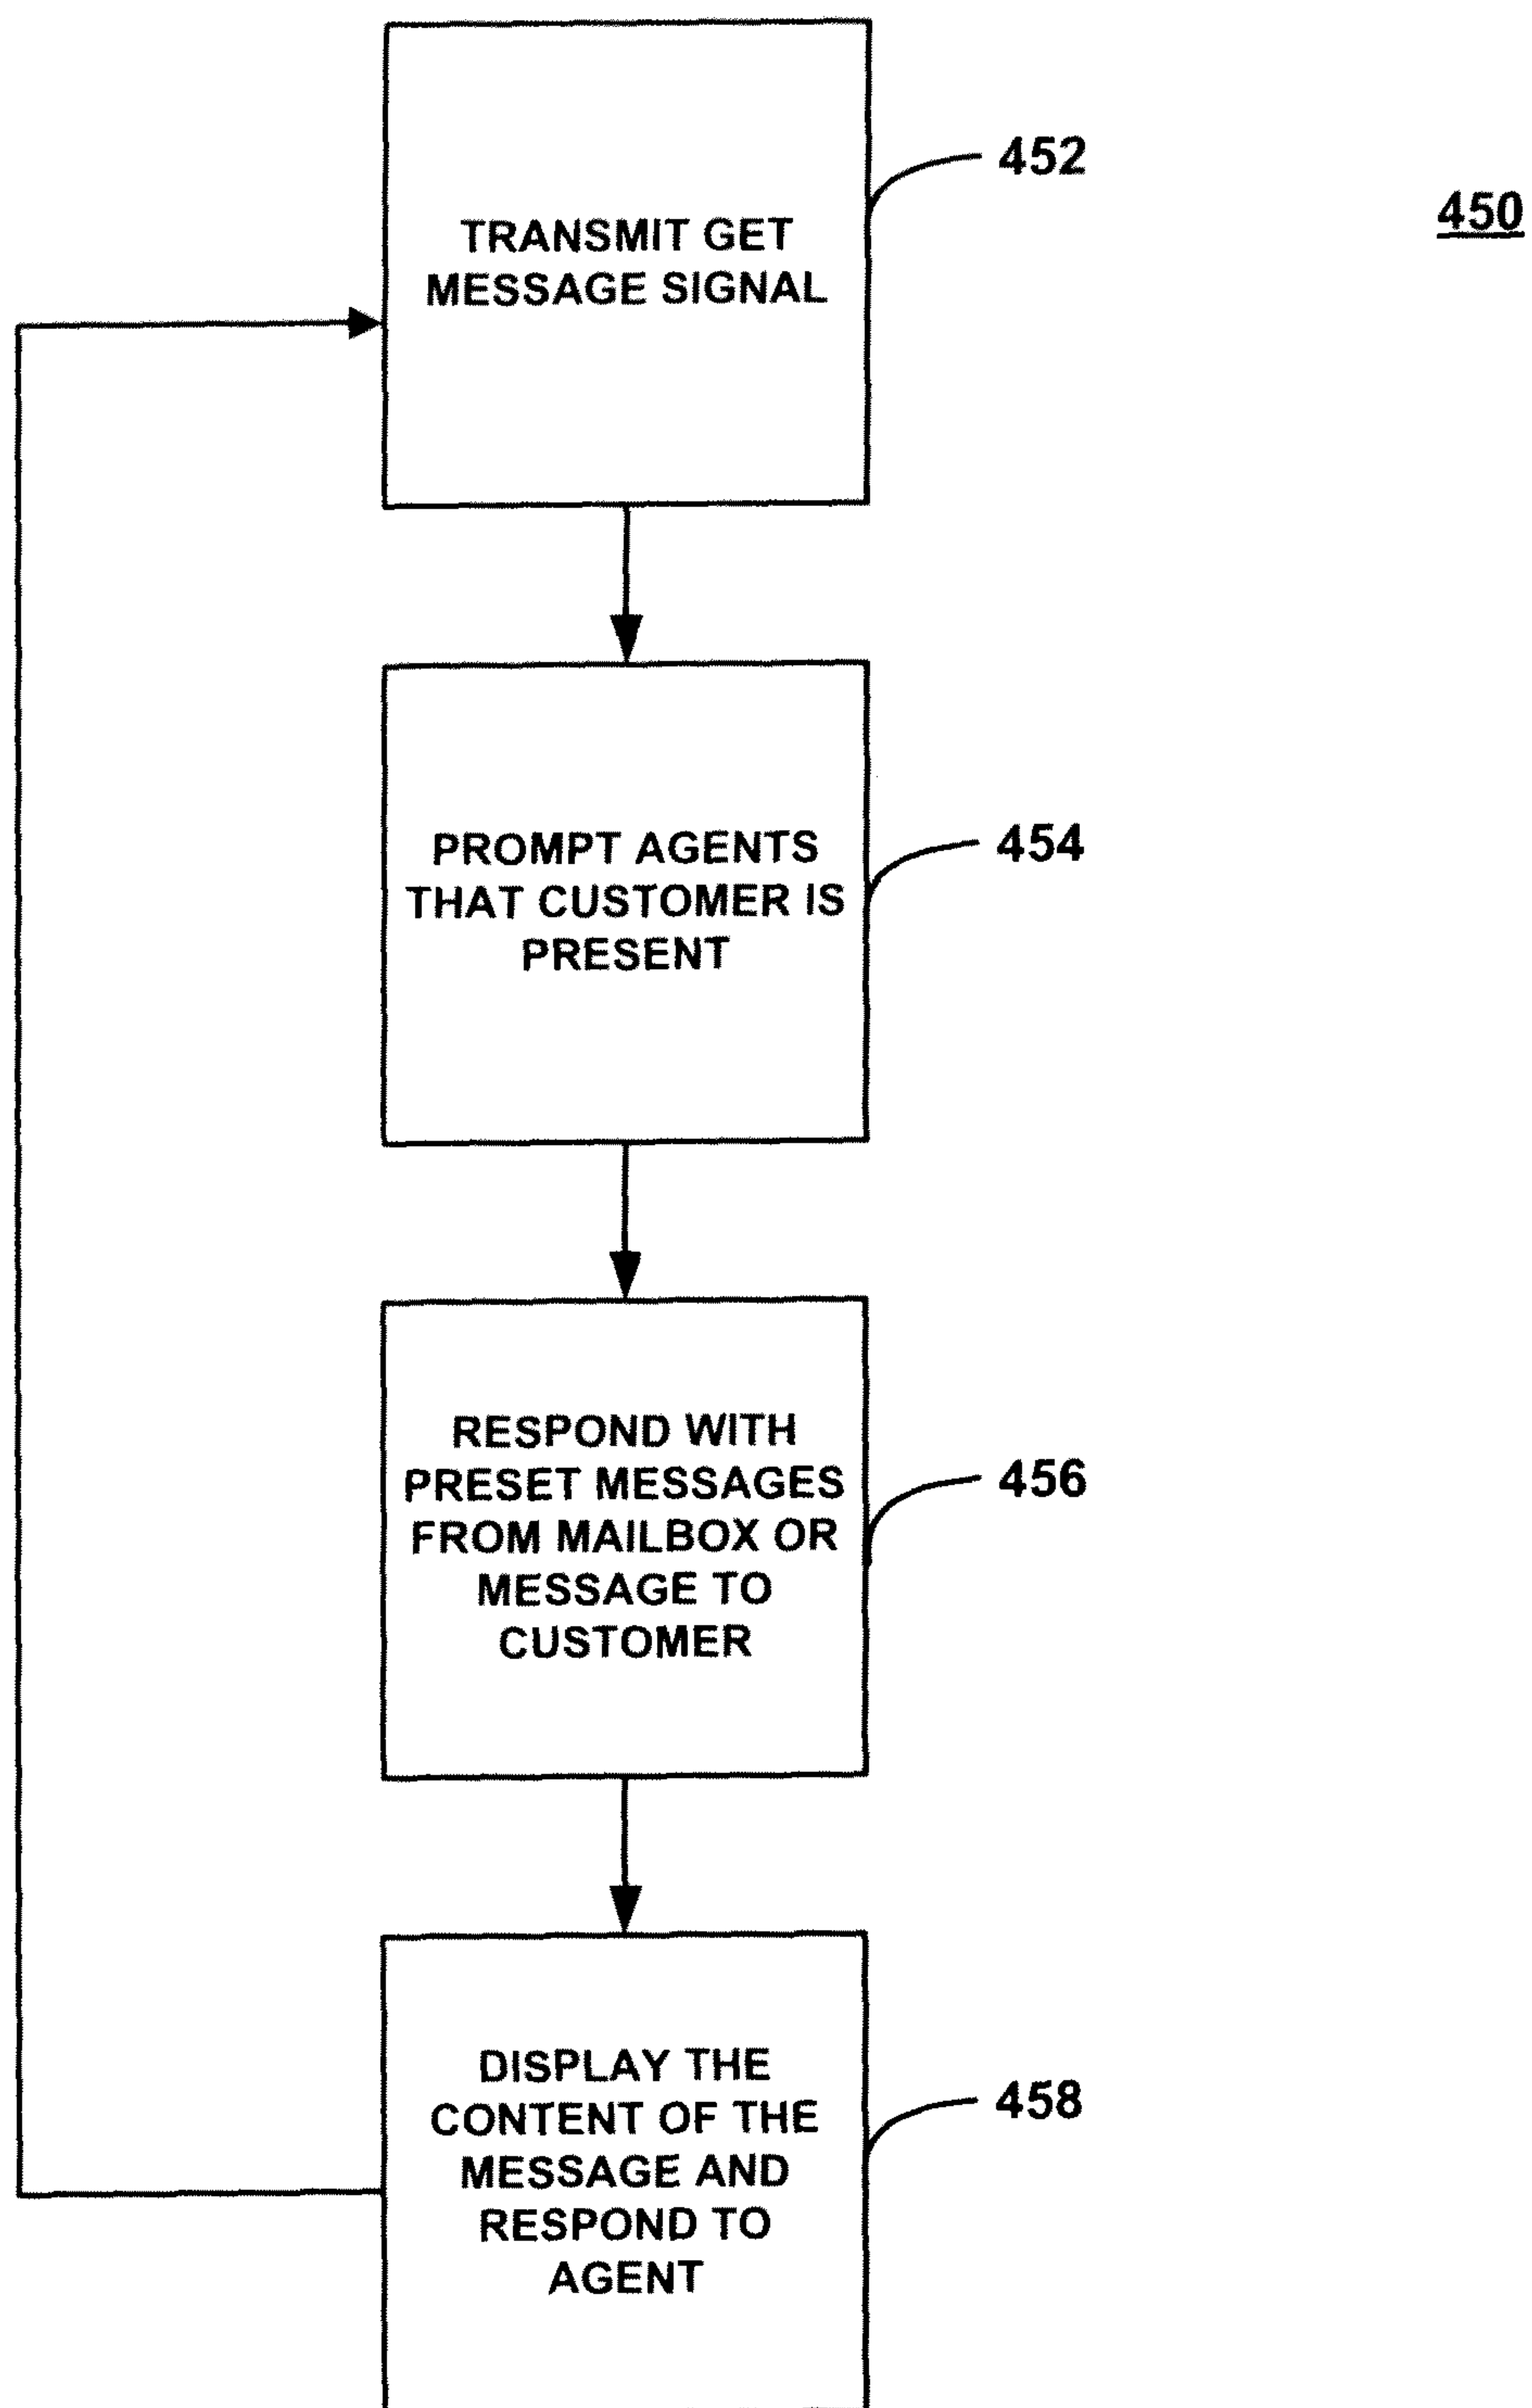 TRANSMIT GET
MESSAGE SIGNAL
452
450
PROMPT AGENTS
THAT CUSTOMER IS
PRESENT
454
RESPOND WITH
PRESET MESSAGES
FROM MAILBOX OR
MESSAGE TO
CUSTOMER
456
DISPLAY THE
CONTENT OF THE
MESSAGE AND
RESPOND TO
AGENT
458